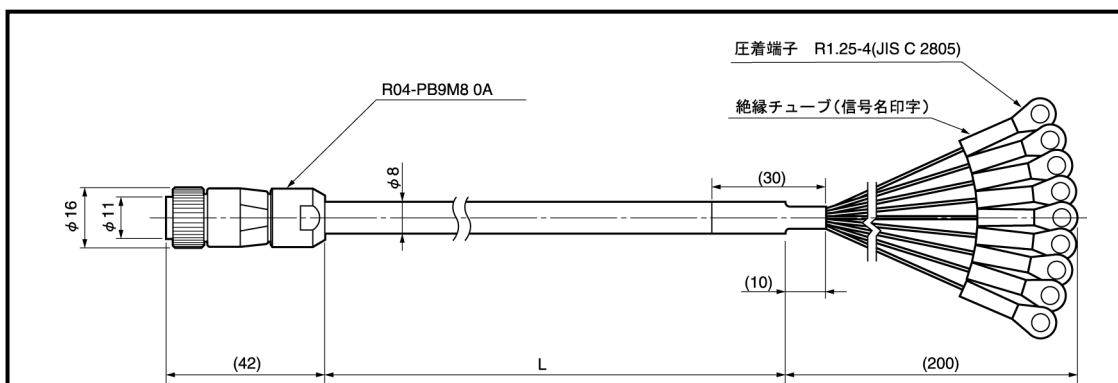 圧着端子 R1.25-4(JIS C 2805)
R04-PB9M8 0A
絶縁チューブ(信号名印字)
φ8
(30)
φ16
φ11
(10)
(42)
L
(200)